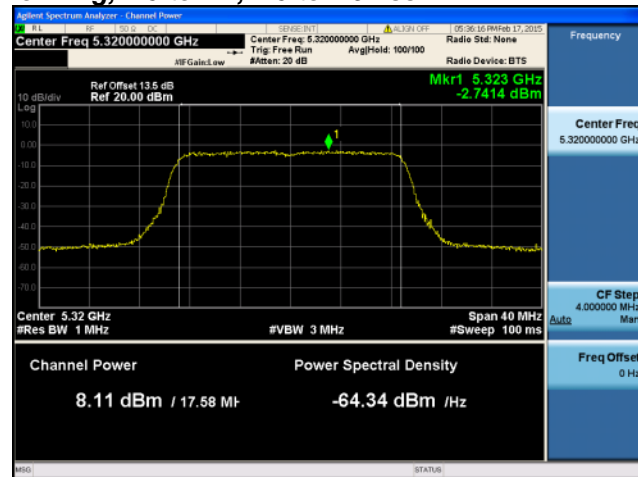 Agilent Spectrum Analyzer - Channel Power
RL RF 50 Ω DC SENSE:INT ALIGN OFF 05:36:16 PM Feb 17, 2015
Center Freq 5.320000000 GHz
Center Freq: 5.320000000 GHz
Radio Std: None
Trig: Free Run Avg|Hold: 100/100
#IFGain:Low #Atten: 20 dB Radio Device: BTS
Frequency
Ref Offset 13.5 dB
10 dB/div Ref 20.00 dBm
Mkr1 5.323 GHz
-2.7414 dBm
Log
10.0
0.00
-10.0
-20.0
-30.0
-40.0
-50.0
-60.0
-70.0
1
Center Freq
5.320000000 GHz
Center 5.32 GHz Span 40 MHz
#Res BW 1 MHz #VBW 3 MHz #Sweep 100 ms
CF Step
4.000000 MHz
Auto Man
Channel Power Power Spectral Density
8.11 dBm / 17.58 MH -64.34 dBm /Hz
Freq Offset
0 Hz
MSG STATUS